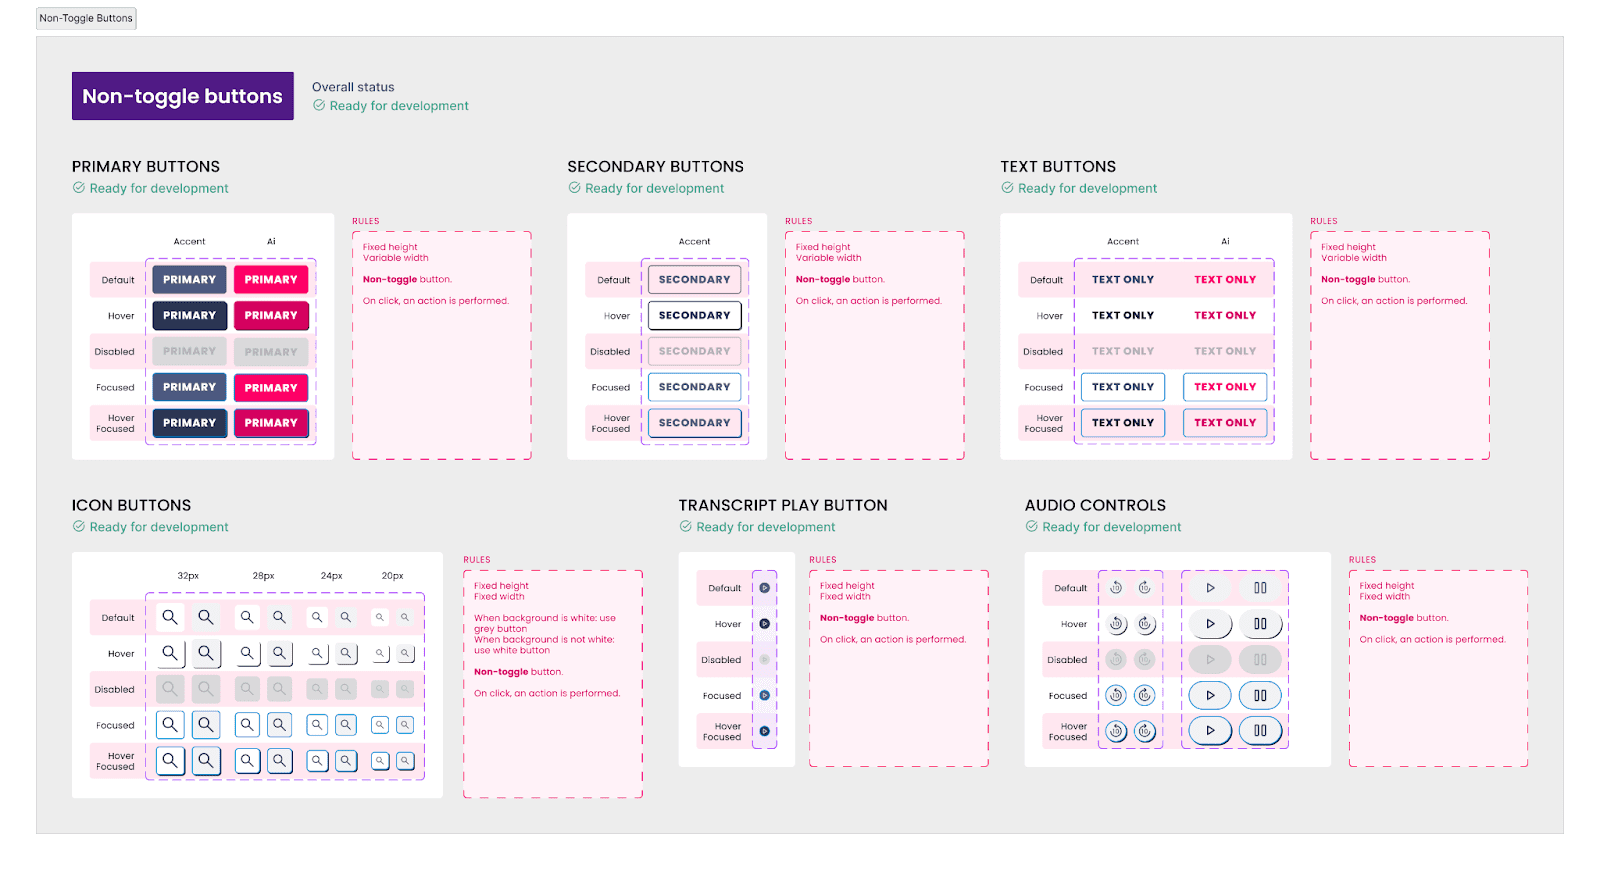 Non-Toggle Buttons
Non-toggle buttons
Overall status
Ready for development
PRIMARY BUTTONS
Ready for development
Accent Ai
Default PRIMARY PRIMARY
Hover PRIMARY PRIMARY
Disabled PRIMARY PRIMARY
Focused PRIMARY PRIMARY
Hover
Focused PRIMARY PRIMARY
RULES
Fixed height
Variable width
Non-toggle button.
On click, an action is performed.
SECONDARY BUTTONS
Ready for development
Accent
Default SECONDARY
Hover SECONDARY
Disabled SECONDARY
Focused SECONDARY
Hover
Focused SECONDARY
RULES
Fixed height
Variable width
Non-toggle button.
On click, an action is performed.
TEXT BUTTONS
Ready for development
Accent Ai
Default TEXT ONLY TEXT ONLY
Hover TEXT ONLY TEXT ONLY
Disabled TEXT ONLY TEXT ONLY
Focused TEXT ONLY TEXT ONLY
Hover
Focused TEXT ONLY TEXT ONLY
RULES
Fixed height
Variable width
Non-toggle button.
On click, an action is performed.
ICON BUTTONS
Ready for development
32px 28px 24px 20px
Default
Hover
Disabled
Focused
Hover
Focused
RULES
Fixed height
Fixed width
When background is white: use
grey button
When background is not white:
use white button
Non-toggle button.
On click, an action is performed.
TRANSCRIPT PLAY BUTTON
Ready for development
Default
Hover
Disabled
Focused
Hover
Focused
RULES
Fixed height
Fixed width
Non-toggle button.
On click, an action is performed.
AUDIO CONTROLS
Ready for development
Default 10 10
Hover 10 10
Disabled 10 10
Focused 10 10
Hover
Focused 10 10
RULES
Fixed height
Fixed width
Non-toggle button.
On click, an action is performed.